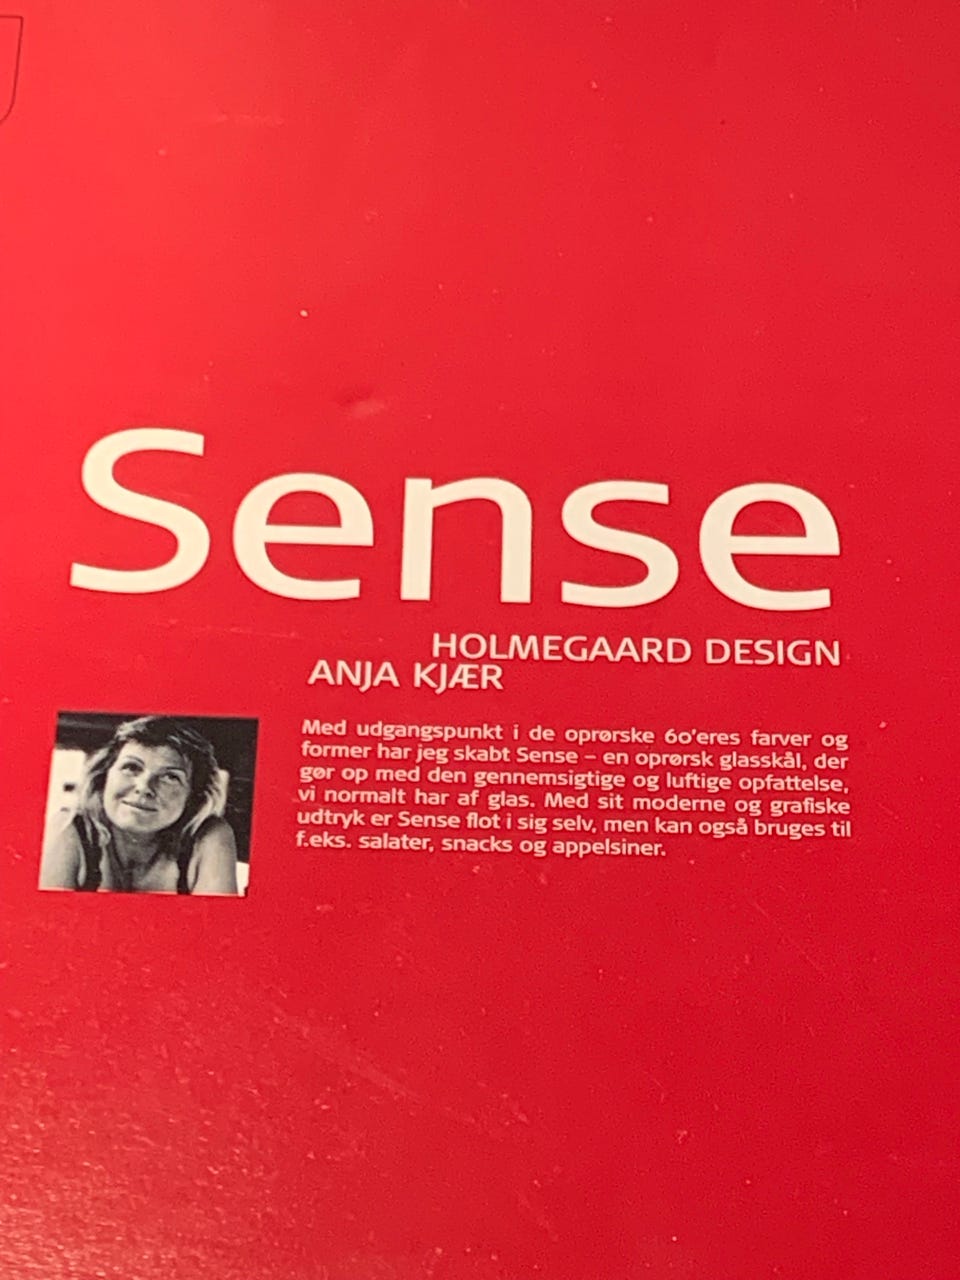 Sense
HOLMEGAARD DESIGN
ANJA KJÆR
Med udgangspunkt i de oprørske 60'eres farver og
former har jeg skabt Sense – en oprørsk glasskål, der
gør op med den gennemsigtige og luftige opfattelse,
vi normalt har af glas. Med sit moderne og grafiske
udtryk er Sense flot i sig selv, men kan også bruges til
f.eks. salater, snacks og appelsiner.